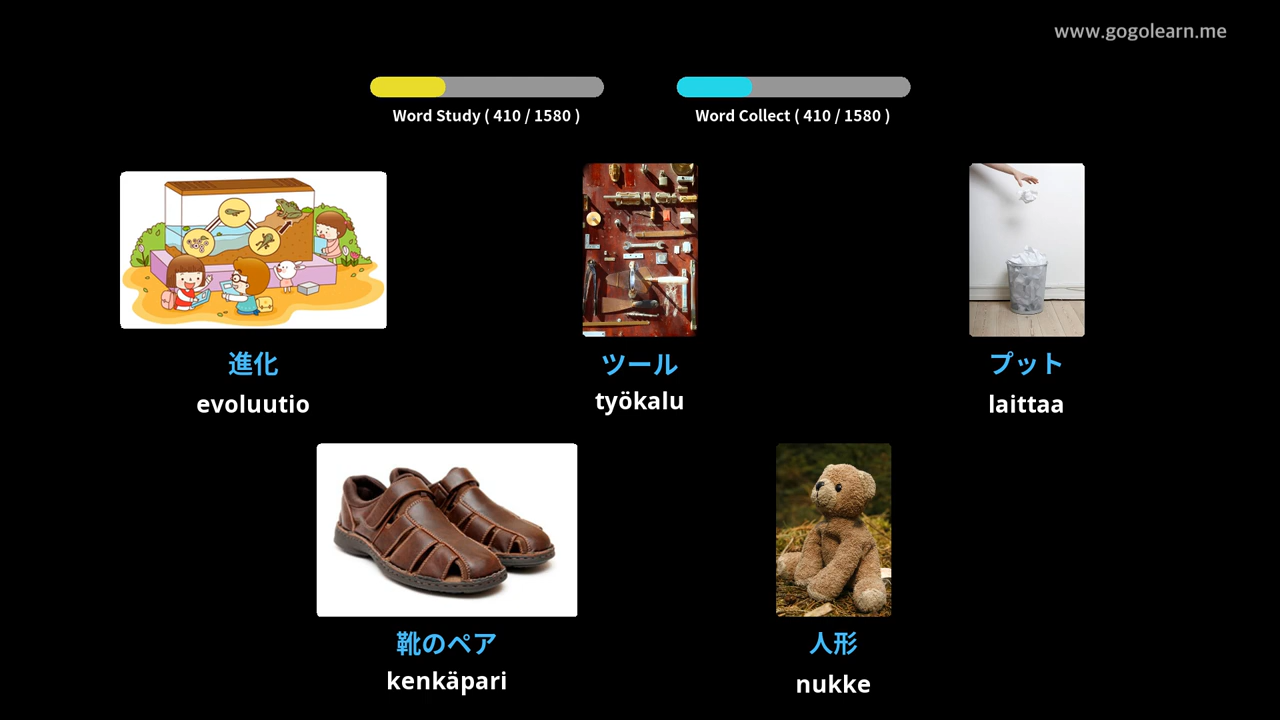 www.gogolearn.me
Word Study ( 410 / 1580 )
Word Collect ( 410 / 1580 )
進化
ツール
プット
evoluutio
työkalu
laittaa
靴のペア
人形
kenkäpari
nukke